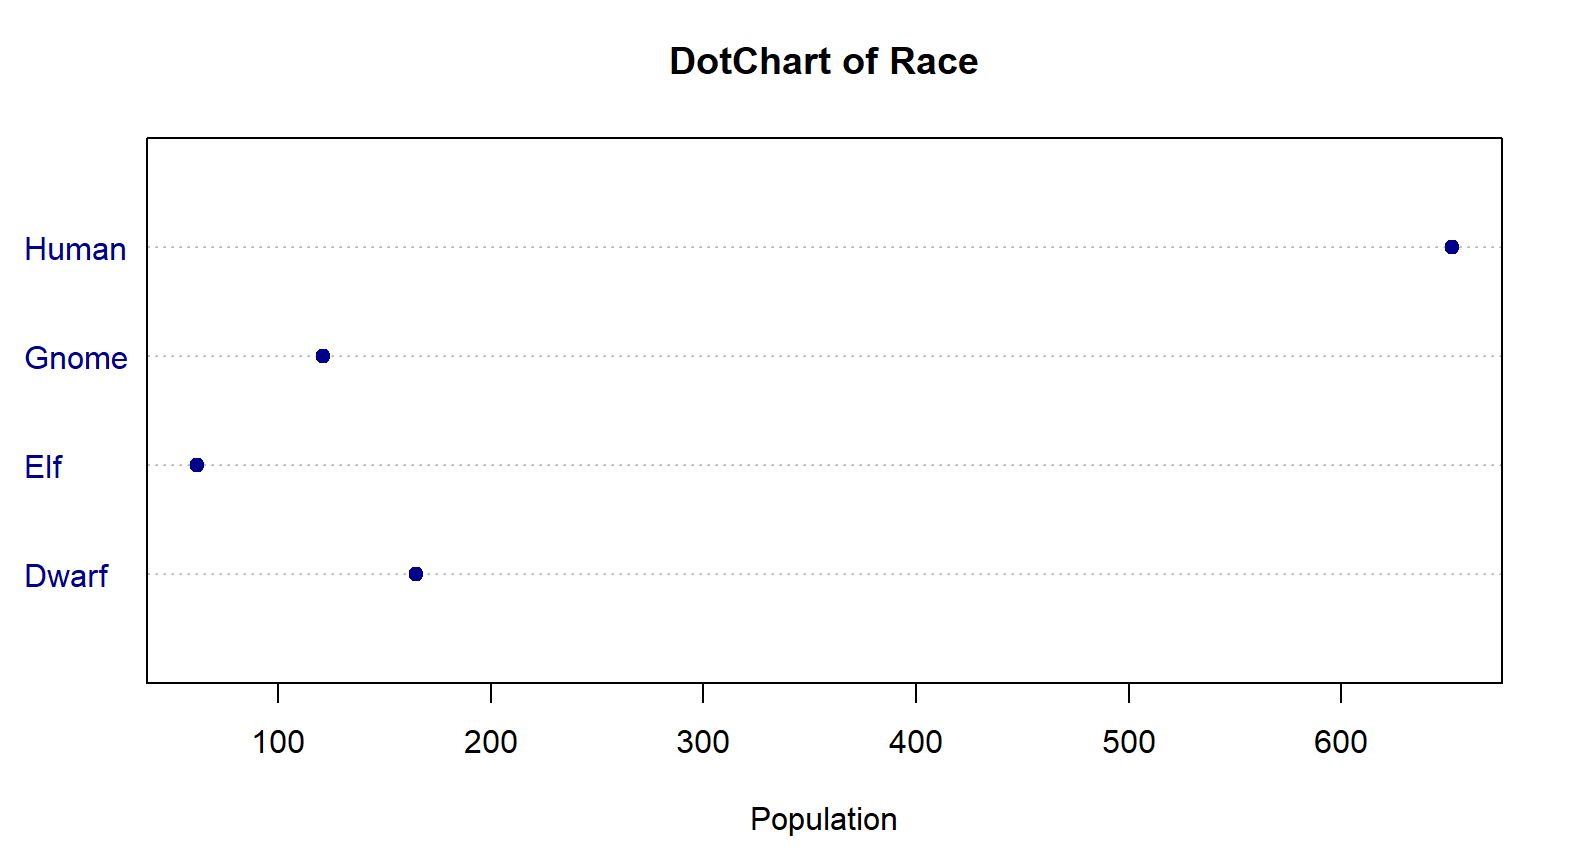 DotChart of Race
Human
Gnome
Elf
Dwarf
100 200 300 400 500 600
Population